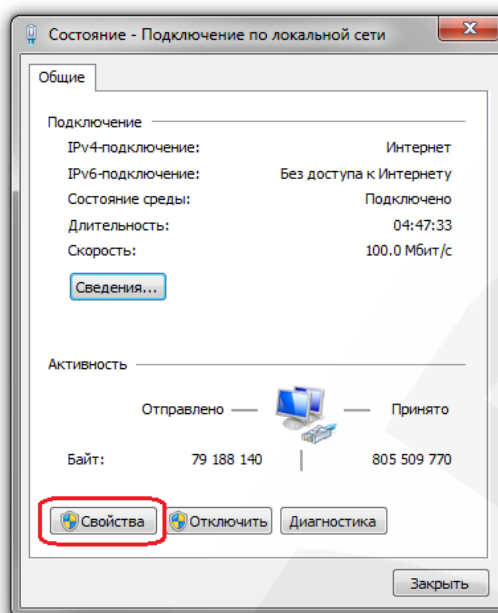 Состояние - Подключение по локальной сети
Общие
Подключение
IPv4-подключение: Интернет
IPv6-подключение: Без доступа к Интернету
Состояние среды: Подключено
Длительность: 04:47:33
Скорость: 100.0 Мбит/с
Сведения...
Активность
Отправлено — — Принято
Байт: 79 188 140 805 509 770
Свойства Отключить Диагностика
Закрыть